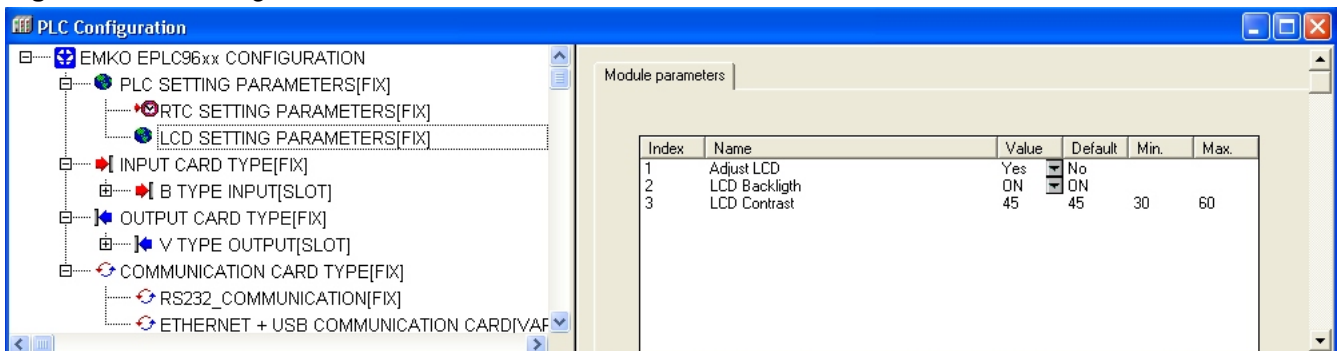 PLC Configuration
EMKO EPLC96xx CONFIGURATION
PLC SETTING PARAMETERS[FIX]
RTC SETTING PARAMETERS[FIX]
LCD SETTING PARAMETERS[FIX]
INPUT CARD TYPE[FIX]
B TYPE INPUT[SLOT]
OUTPUT CARD TYPE[FIX]
V TYPE OUTPUT[SLOT]
COMMUNICATION CARD TYPE[FIX]
RS232_COMMUNICATION[FIX]
ETHERNET + USB COMMUNICATION CARD[VAR
Module parameters
Index Name Value Default Min. Max.
1 Adjust LCD Yes No
2 LCD Backligth ON ON
3 LCD Contrast 45 45 30 60